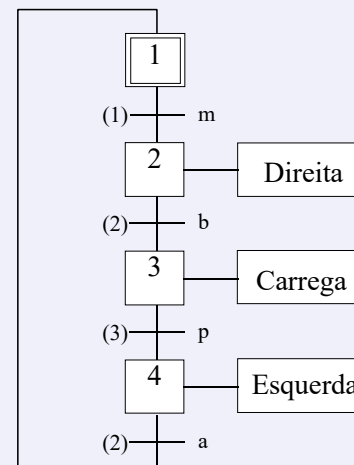 1
(1) m
2 Direita
(2) b
3 Carrega
(3) p
4 Esquerda
(2) a